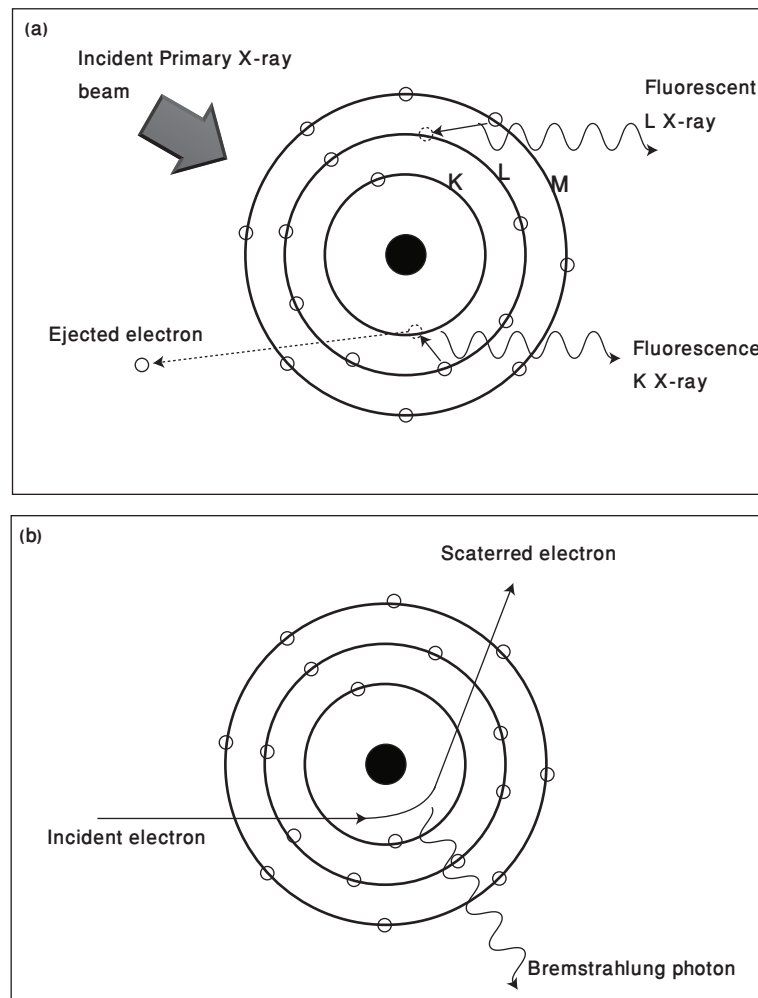 (a)
Incident Primary X-ray
beam
Fluorescent
L X-ray
K
L
M
Ejected electron
Fluorescence
K X-ray
(b)
Scaterred electron
Incident electron
Bremstrahlung photon